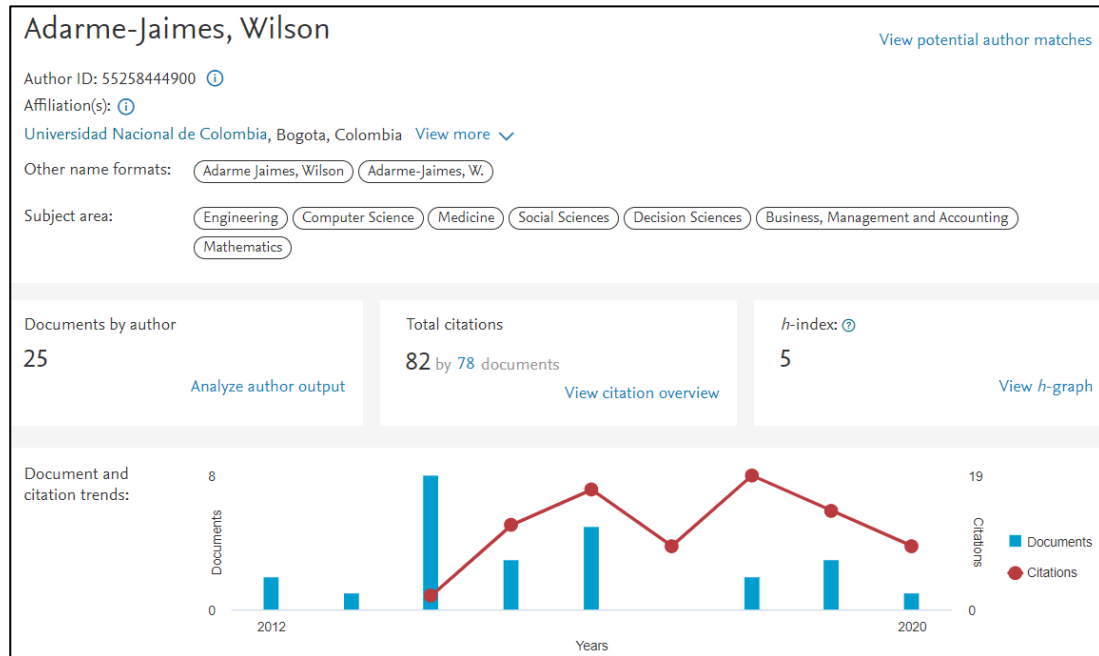 Adarme-Jaimes, Wilson
View potential author matches
Author ID: 55258444900
Affiliation(s):
Universidad Nacional de Colombia, Bogota, Colombia View more
Other name formats: Adarme Jaimes, Wilson Adarme-Jaimes, W.
Subject area: Engineering Computer Science Medicine Social Sciences Decision Sciences Business, Management and Accounting
Mathematics
Documents by author
25
Analyze author output
Total citations
82 by 78 documents
View citation overview
h-index:
5
View h-graph
Document and
citation trends:
8
0
Documents
2012
2020
Years
19
0
Citations
Documents
Citations